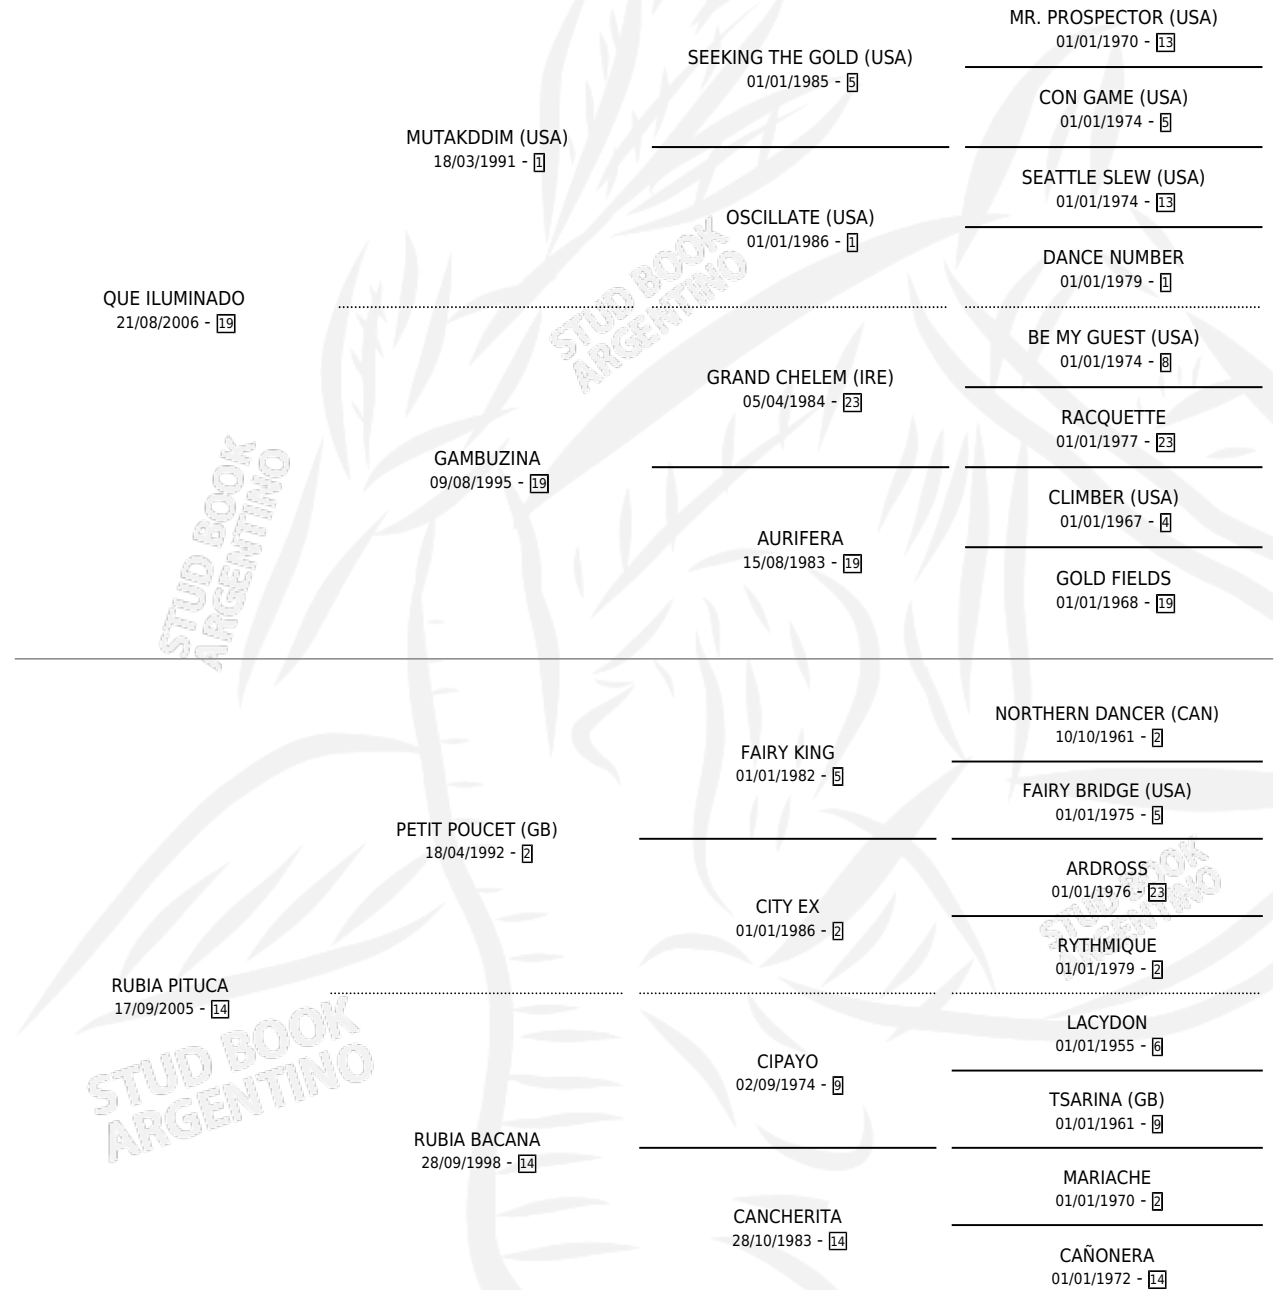 MR. PROSPECTOR (USA)
01/01/1970 - 13
SEEKING THE GOLD (USA)
01/01/1985 - 5
CON GAME (USA)
01/01/1974 - 5
MUTAKDDIM (USA)
18/03/1991 - 1
SEATTLE SLEW (USA)
01/01/1974 - 13
OSCILLATE (USA)
01/01/1986 - 1
DANCE NUMBER
01/01/1979 - 1
QUE ILUMINADO
21/08/2006 - 19
STUD BOOK
ARGENTINO
BE MY GUEST (USA)
01/01/1974 - 8
GRAND CHELEM (IRE)
05/04/1984 - 23
RACQUETTE
01/01/1977 - 23
GAMBUZINA
09/08/1995 - 19
CLIMBER (USA)
01/01/1967 - 4
AURIFERA
15/08/1983 - 19
GOLD FIELDS
01/01/1968 - 19
STUD BOOK
ARGENTINO
NORTHERN DANCER (CAN)
10/10/1961 - 2
FAIRY KING
01/01/1982 - 5
FAIRY BRIDGE (USA)
01/01/1975 - 5
PETIT POUCET (GB)
18/04/1992 - 2
ARDROSS
01/01/1976 - 23
CITY EX
01/01/1986 - 2
RYTHMIQUE
01/01/1979 - 2
STUD BOOK
ARGENTINO
RUBIA PITUCA
17/09/2005 - 14
LACYDON
01/01/1955 - 6
CIPAYO
02/09/1974 - 9
TSARINA (GB)
01/01/1961 - 9
STUD BOOK
ARGENTINO
RUBIA BACANA
28/09/1998 - 14
MARIACHE
01/01/1970 - 2
CANCHERITA
28/10/1983 - 14
CAÑONERA
01/01/1972 - 14